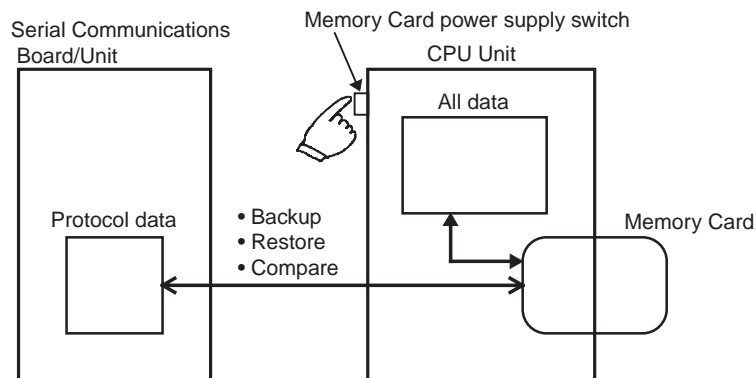 Memory Card power supply switch
Serial Communications
Board/Unit
CPU Unit
All data
Protocol data
• Backup
• Restore
• Compare
Memory Card